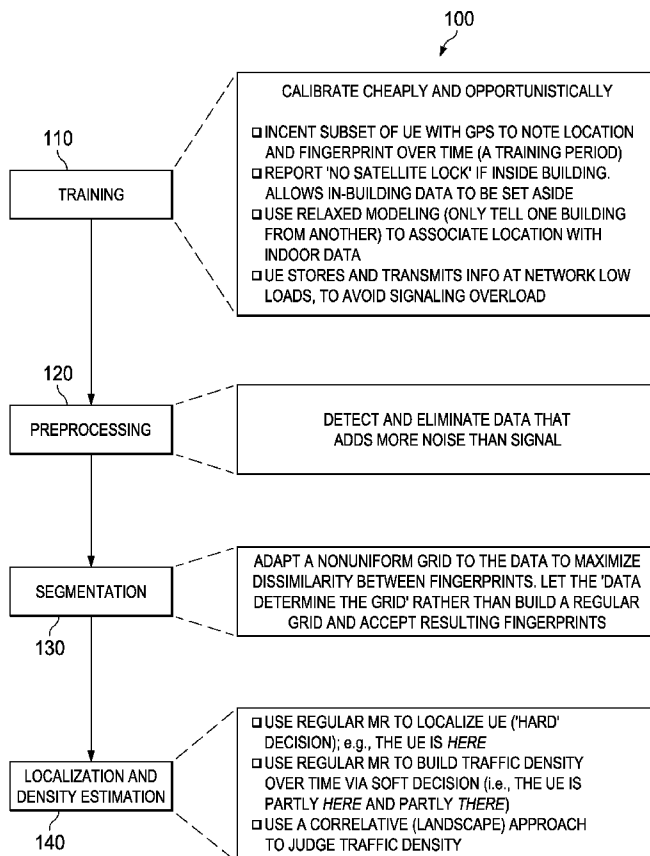 100
110
TRAINING
CALIBRATE CHEAPLY AND OPPORTUNISTICALLY
❑ INCENT SUBSET OF UE WITH GPS TO NOTE LOCATION
AND FINGERPRINT OVER TIME (A TRAINING PERIOD)
❑ REPORT 'NO SATELLITE LOCK' IF INSIDE BUILDING.
ALLOWS IN-BUILDING DATA TO BE SET ASIDE
❑ USE RELAXED MODELING (ONLY TELL ONE BUILDING
FROM ANOTHER) TO ASSOCIATE LOCATION WITH
INDOOR DATA
❑ UE STORES AND TRANSMITS INFO AT NETWORK LOW
LOADS, TO AVOID SIGNALING OVERLOAD
120
PREPROCESSING
DETECT AND ELIMINATE DATA THAT
ADDS MORE NOISE THAN SIGNAL
SEGMENTATION
130
ADAPT A NONUNIFORM GRID TO THE DATA TO MAXIMIZE
DISSIMILARITY BETWEEN FINGERPRINTS. LET THE 'DATA
DETERMINE THE GRID' RATHER THAN BUILD A REGULAR
GRID AND ACCEPT RESULTING FINGERPRINTS
LOCALIZATION AND
DENSITY ESTIMATION
140
❑ USE REGULAR MR TO LOCALIZE UE ('HARD'
DECISION); e.g., THE UE IS HERE
❑ USE REGULAR MR TO BUILD TRAFFIC DENSITY
OVER TIME VIA SOFT DECISION (i.e., THE UE IS
PARTLY HERE AND PARTLY THERE)
❑ USE A CORRELATIVE (LANDSCAPE) APPROACH
TO JUDGE TRAFFIC DENSITY